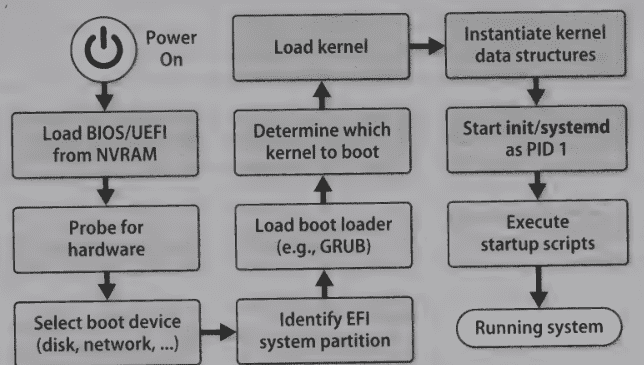 Power
On
Load BIOS/UEFI
from NVRAM
Probe for
hardware
Select boot device
(disk, network, ...)
Identify EFI
system partition
Load boot loader
(e.g., GRUB)
Determine which
kernel to boot
Load kernel
Instantiate kernel
data structures
Start init/systemd
as PID 1
Execute
startup scripts
Running system